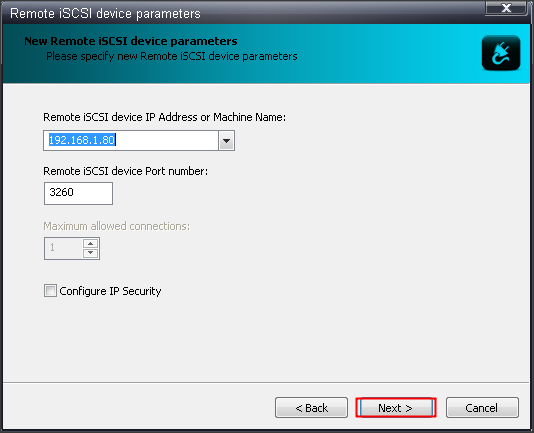 Remote iSCSI device parameters
X
New Remote iSCSI device parameters
Please specify new Remote iSCSI device parameters
Remote iSCSI device IP Address or Machine Name:
192.168.1.80
Remote iSCSI device Port number:
3260
Maximum allowed connections:
1
Configure IP Security
< Back Next > Cancel